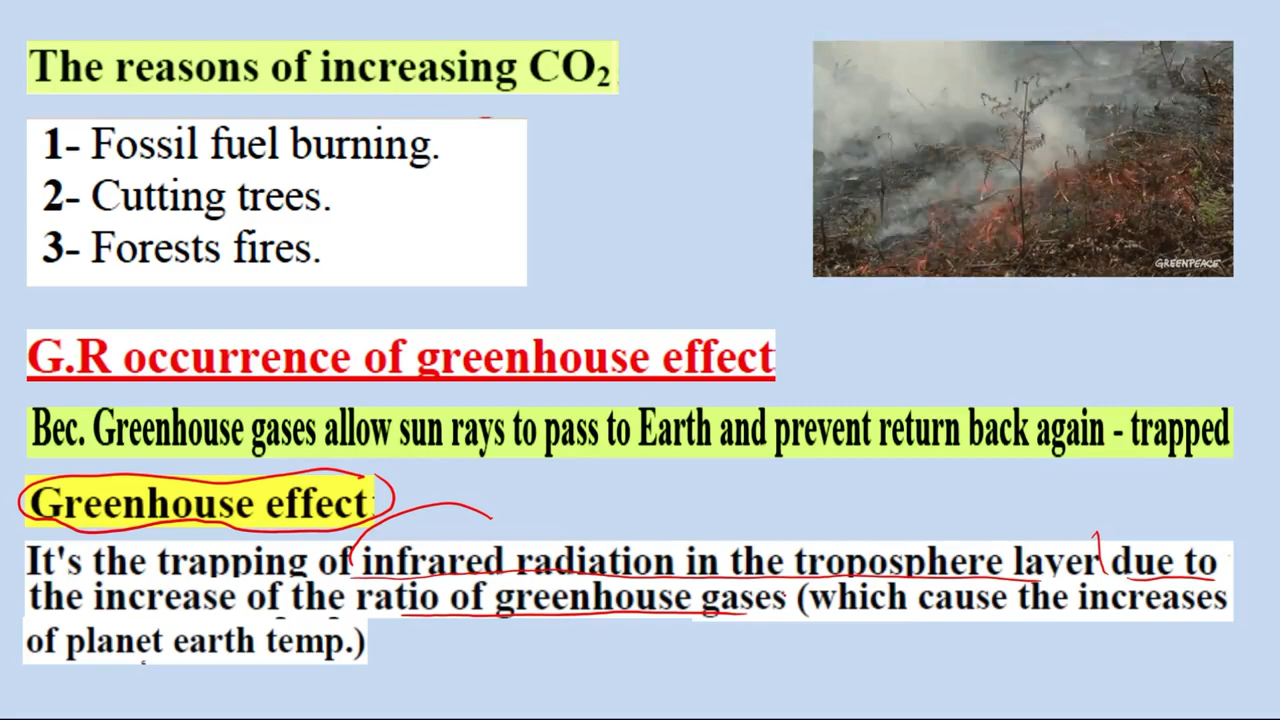 The reasons of increasing CO₂
1- Fossil fuel burning.
2- Cutting trees.
3- Forests fires.
GREENPEACE
G.R occurrence of greenhouse effect
Bec. Greenhouse gases allow sun rays to pass to Earth and prevent return back again - trapped
Greenhouse effect:
It's the trapping of infrared radiation in the troposphere layer due to
the increase of the ratio of greenhouse gases (which cause the increases
of planet earth temp.)